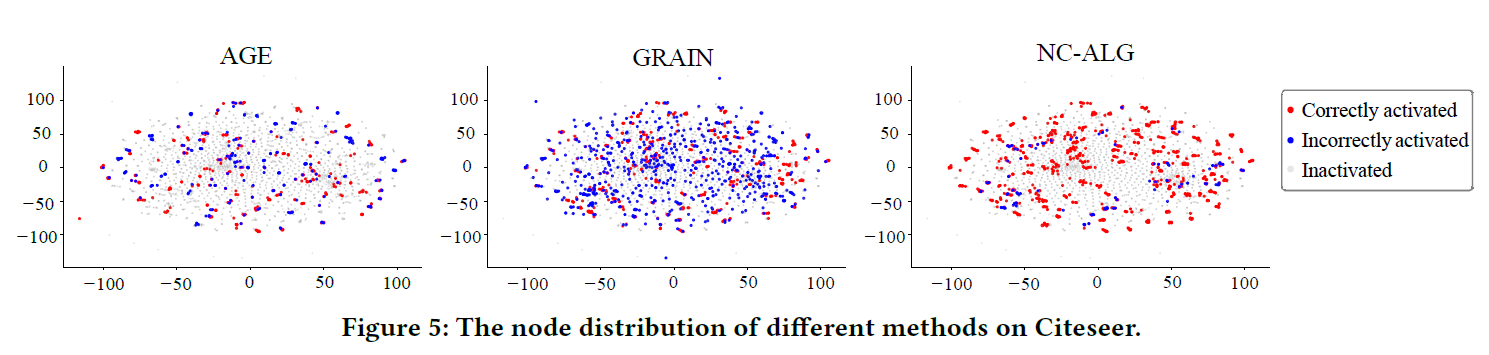 AGE
100
50
0
−50
−100
−100 −50 0 50 100
GRAIN
100
50
0
−50
−100
−100 −50 0 50 100
NC-ALG
100
50
0
−50
−100
−100 −50 0 50 100
Correctly activated
Incorrectly activated
Inactivated
Figure 5: The node distribution of different methods on Citeseer.